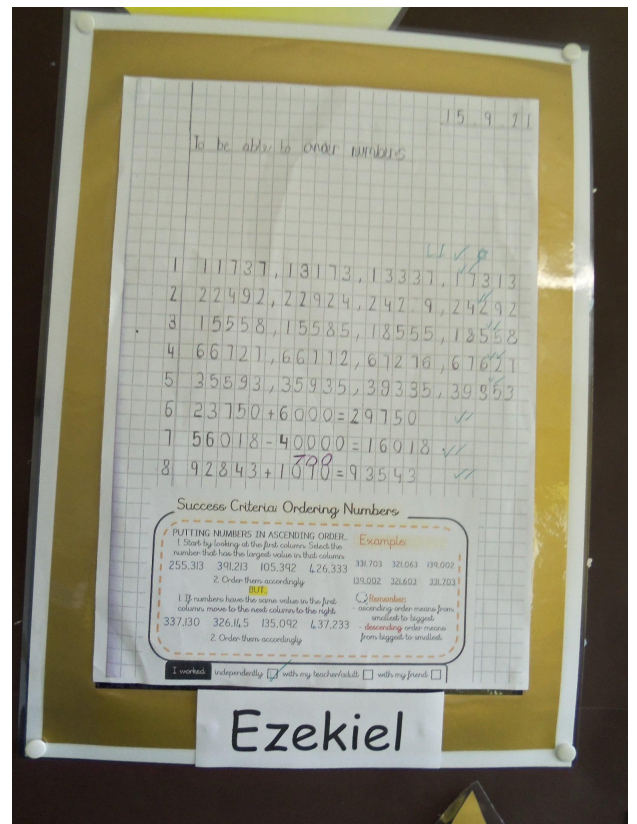 15 9 21
To be able to order numbers
1 11737, 13173, 13337, 17313
2 22492, 22924, 242 9, 24292
3 15558, 15585, 18555, 18558
4 66721, 66772, 67276, 67627
5 35593, 35935, 39335, 39353
6 23750 + 6000 = 29750
7 56018 - 40000 = 16018
8 92843 + = 93543
Success Criteria: Ordering Numbers
PUTTING NUMBERS IN ASCENDING ORDER...
1. Start by looking at the first column. Select the
number that has the largest value in that column.
255,313 391,213 105,392 426,333
2. Order them accordingly
BUT...
1. If numbers have the same value in the first
column, move to the next column to the right.
337,130 326,145 135,092 437,233
2. Order them accordingly
Example:
331,703 321,063 139,002
139,002 321,603 331,703
Remember:
- ascending order means from
smallest to biggest
- descending order means
from biggest to smallest.
I worked: independently with my teacher/adult with my friend
Ezekiel